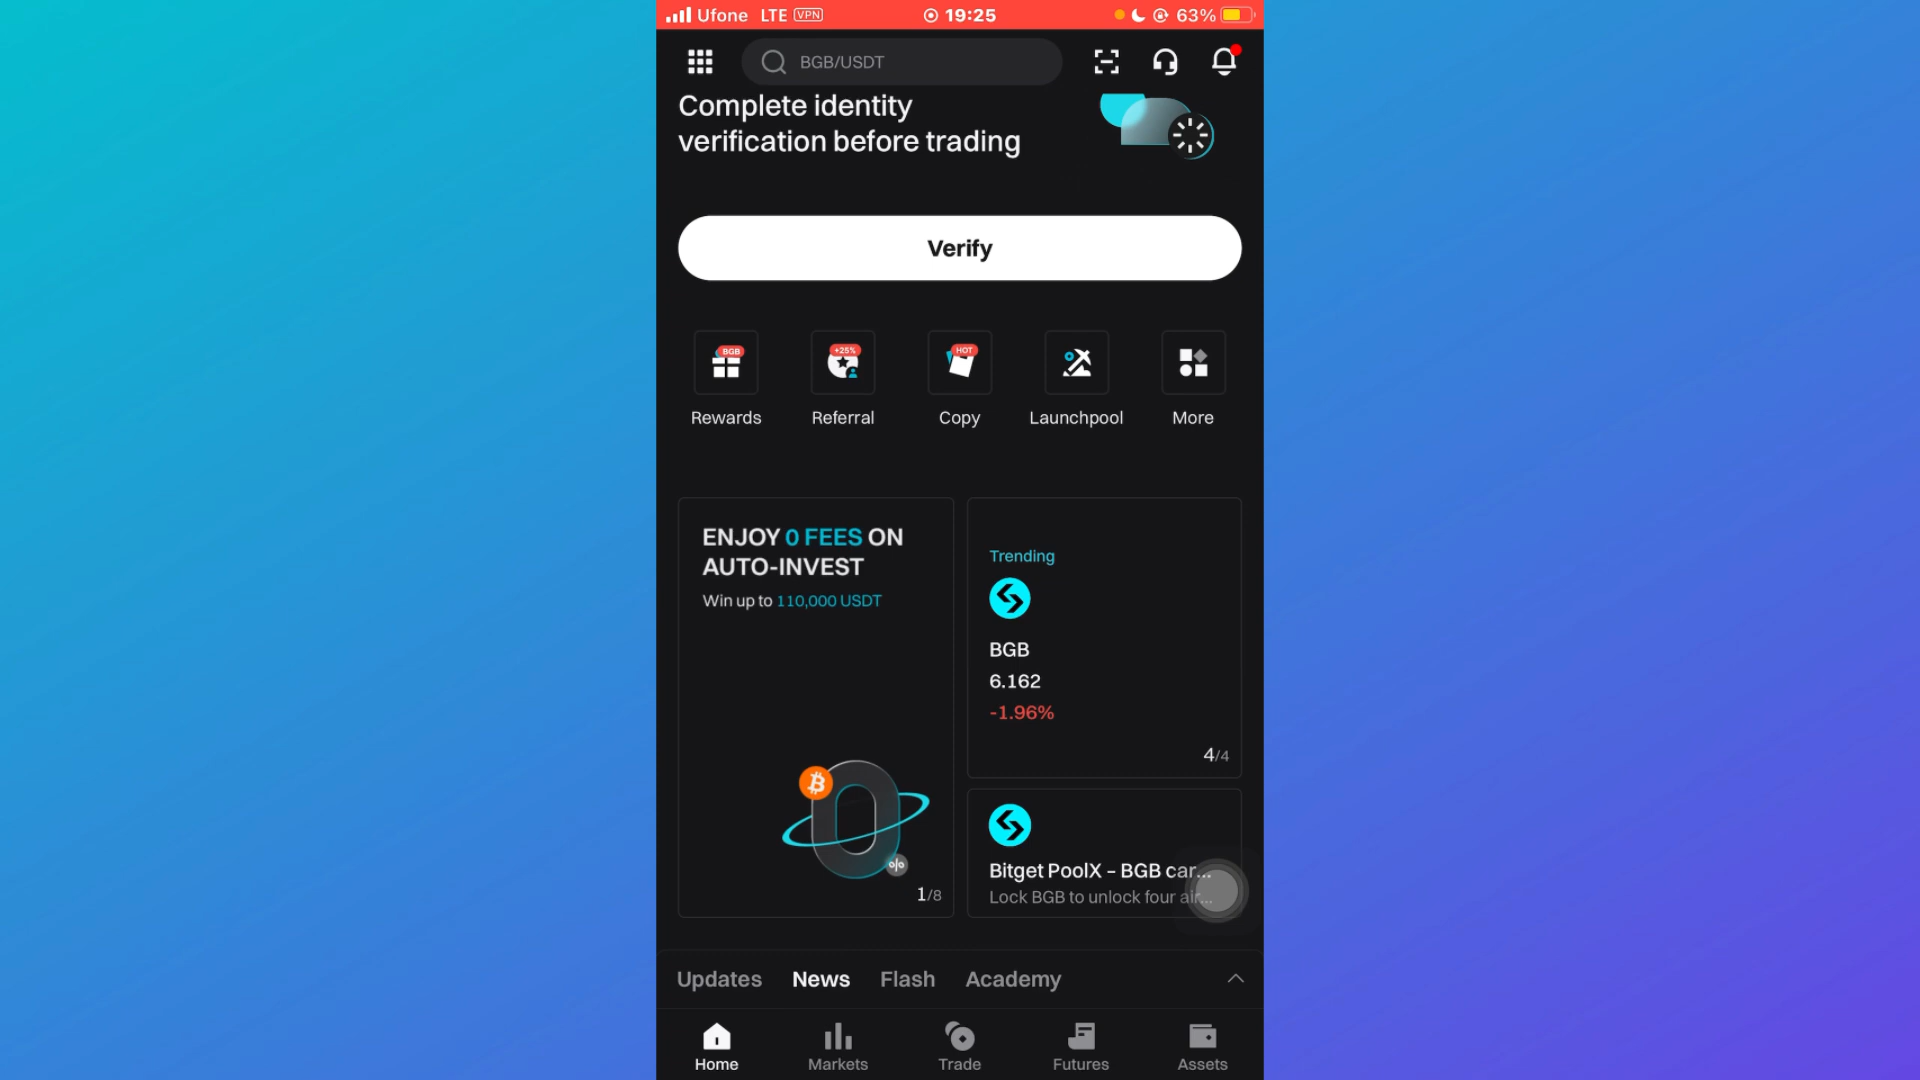 Ufone LTE VPN 19:25 63%
BGB/USDT
Complete identity
verification before trading
Verify
BGB
+25%
HOT
Rewards
Referral
Copy
Launchpool
More
ENJOY 0 FEES ON
AUTO-INVEST
Win up to 110,000 USDT
1/8
Trending
BGB
6.162
-1.96%
4/4
Bitget PoolX – BGB car...
Lock BGB to unlock four air...
Updates News Flash Academy
Home Markets Trade Futures Assets